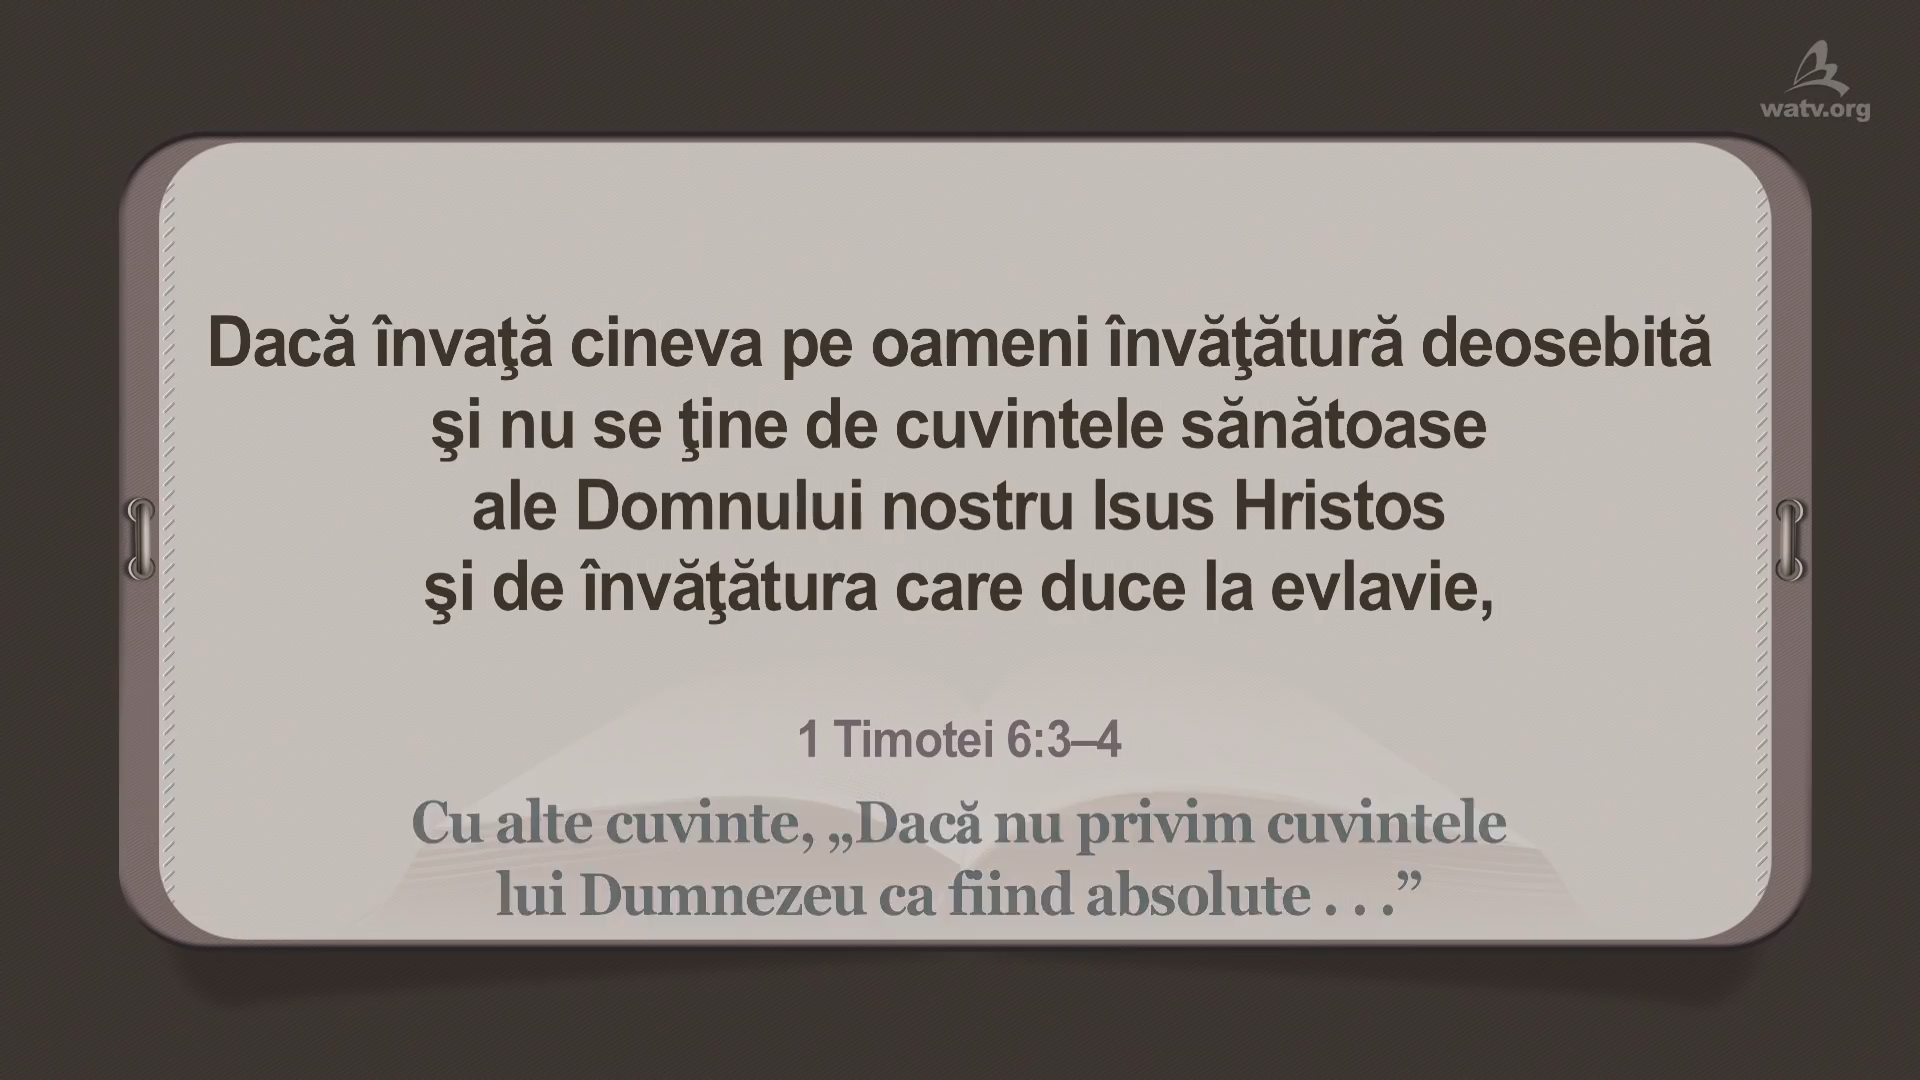 watv.org
Dacă învaţă cineva pe oameni învăţătură deosebită
şi nu se ţine de cuvintele sănătoase
ale Domnului nostru Isus Hristos
şi de învăţătura care duce la evlavie,
1 Timotei 6:3–4
Cu alte cuvinte, „Dacă nu privim cuvintele
lui Dumnezeu ca fiind absolute . . .”